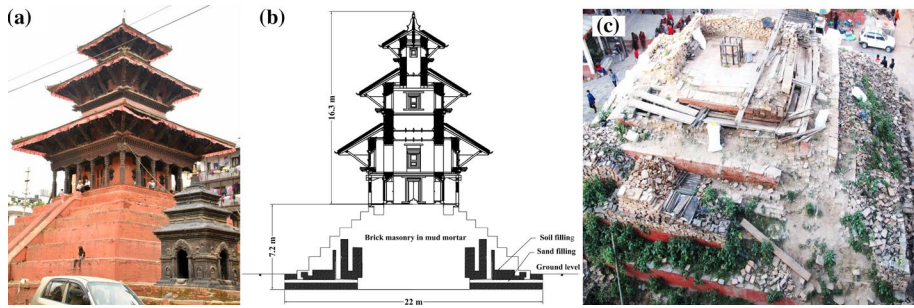 (a)
(b)
(c)
16.3 m
7.2 m
Brick masonry in mud mortar
Soil filling
Sand filling
Ground level
22 m